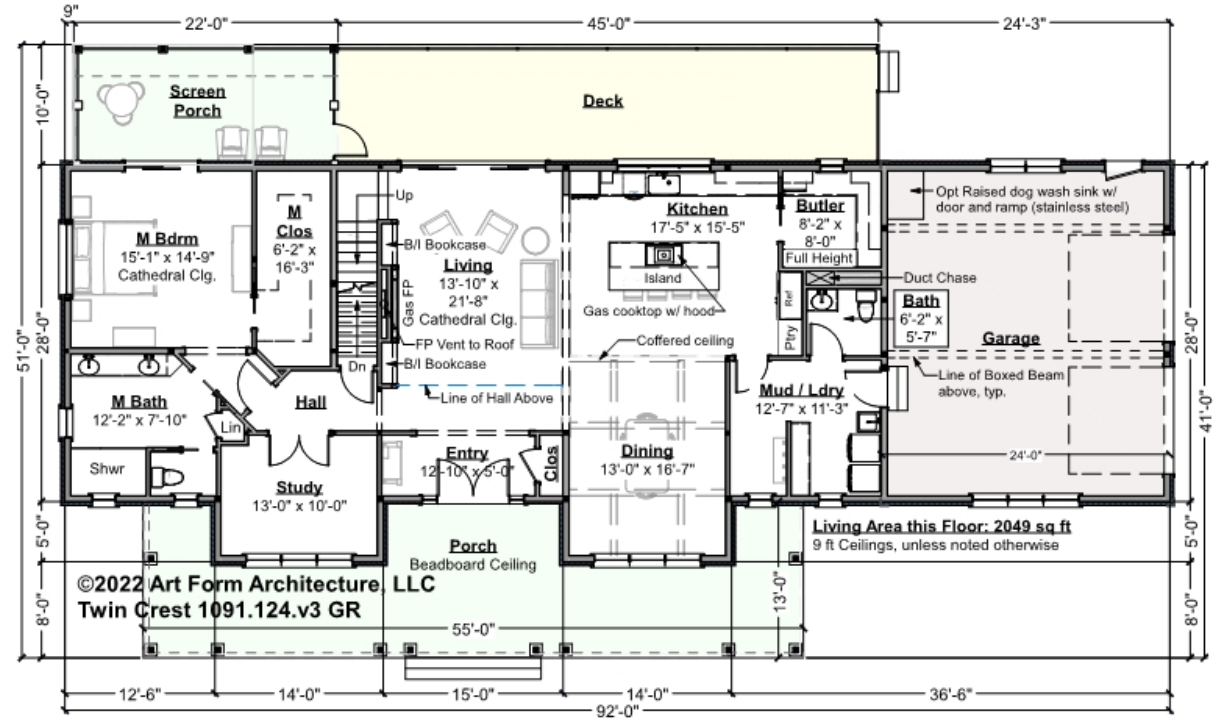 9"
22'-0"
45'-0"
24'-3"
10'-0"
51'-0"
28'-0"
5'-0"
8'-0"
Screen
Porch
Deck
Up
M Bdrm
15'-1" x 14'-9"
Cathedral Clg.
M
Clos
6'-2" x
16'-3"
B/I Bookcase
Living
13'-10" x
21'-8"
Cathedral Clg.
Gas FP
FP Vent to Roof
B/I Bookcase
Dn
Line of Hall Above
Kitchen
17'-5" x 15'-5"
Island
Gas cooktop w/ hood
Coffered ceiling
Butler
8'-2" x
8'-0"
Full Height
Duct Chase
Ref
Ptry
Bath
6'-2" x
5'-7"
Opt Raised dog wash sink w/
door and ramp (stainless steel)
Garage
Line of Boxed Beam
above, typ.
24'-0"
28'-0"
41'-0"
5'-0"
8'-0"
M Bath
12'-2" x 7'-10"
Lin
Shwr
Hall
Study
13'-0" x 10'-0"
Entry
12'-10" x 5'-0"
Clos
Dining
13'-0" x 16'-7"
Mud / Ldry
12'-7" x 11'-3"
Living Area this Floor: 2049 sq ft
9 ft Ceilings, unless noted otherwise
Porch
Beadboard Ceiling
©2022 Art Form Architecture, LLC
Twin Crest 1091.124.v3 GR
13'-0"
55'-0"
12'-6"
14'-0"
15'-0"
14'-0"
36'-6"
92'-0"